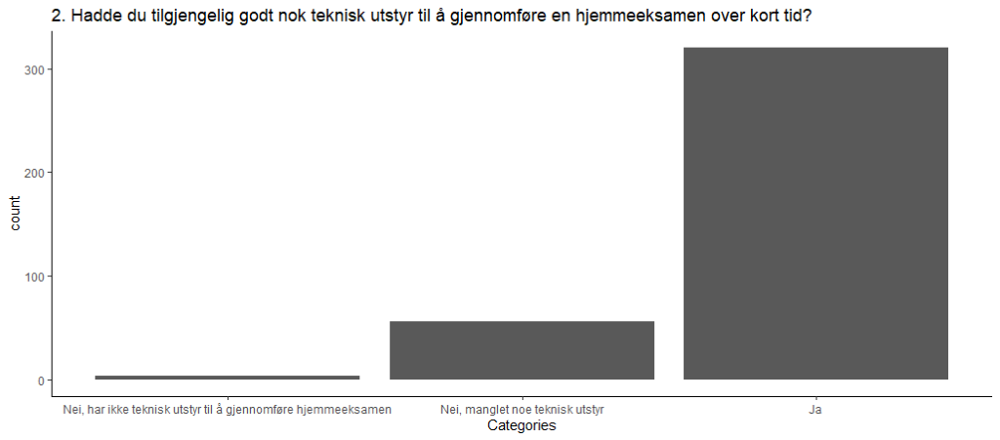 2. Hadde du tilgjengelig godt nok teknisk utstyr til å gjennomføre en hjemmeeksamen over kort tid?
300
200
100
0
count
Nei, har ikke teknisk utstyr til å gjennomføre hjemmeeksamen
Nei, manglet noe teknisk utstyr
Ja
Categories